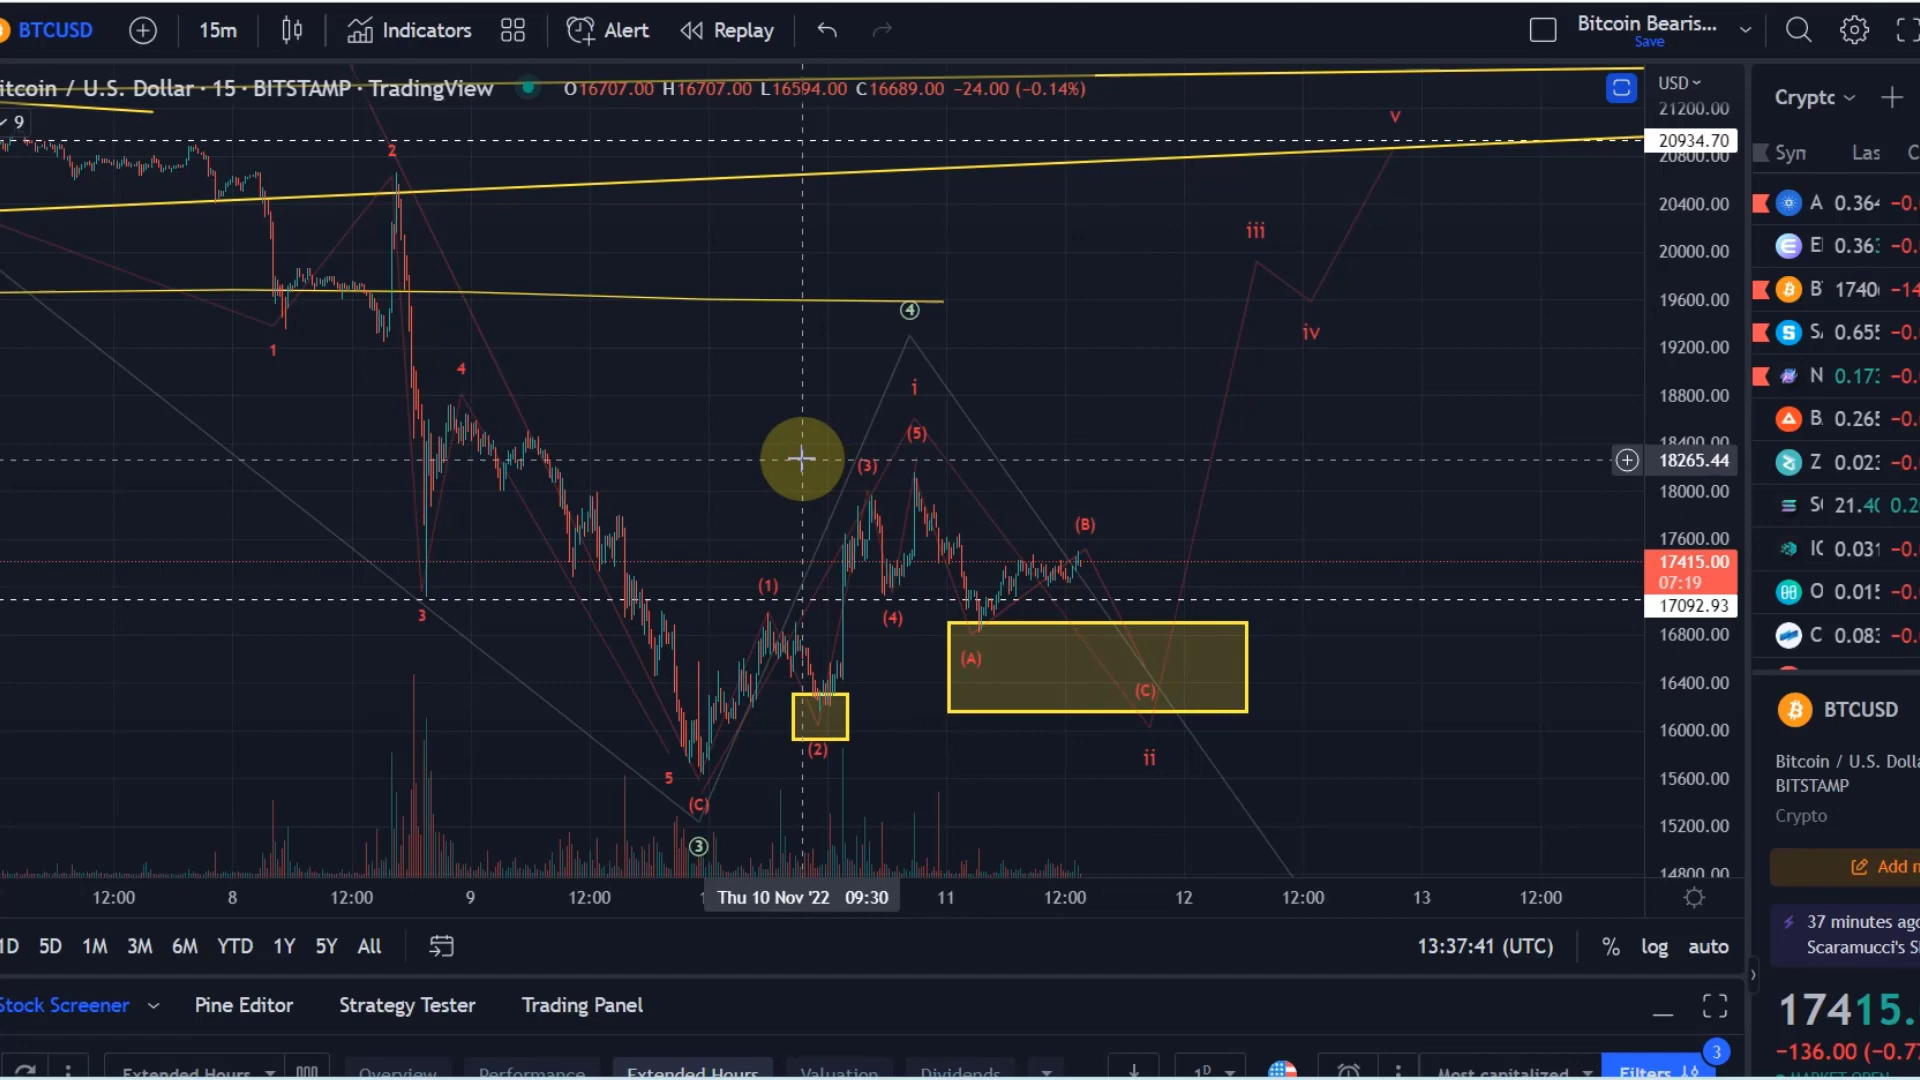 BTCUSD 15m Indicators Alert Replay Bitcoin Bearis...
Save
itcoin / U.S. Dollar · 15 · BITSTAMP · TradingView O16707.00 H16707.00 L16594.00 C16689.00 −24.00 (−0.14%)
9
USD
21200.00
20934.70
20800.00
20400.00
20000.00
19600.00
19200.00
18800.00
18400.00
18265.44
18000.00
17600.00
17415.00
07:19
17092.93
16800.00
16400.00
16000.00
15600.00
15200.00
14800.00
v
2
iii
iv
1
4
4
i
(5)
(3)
(B)
(1)
3
(4)
(A)
(C)
(2)
ii
5
(C)
3
12:00 8 12:00 9 12:00 Thu 10 Nov '22 09:30 11 12:00 12 12:00 13 12:00
1D 5D 1M 3M 6M YTD 1Y 5Y All 13:37:41 (UTC) % log auto
Stock Screener Pine Editor Strategy Tester Trading Panel
Extended Hours Overview Performance Extended Hours Valuation Dividends 1D Most capitalized Filters 3
Crypto
Syn Las C
A 0.364 −0.
E 0.363 −0.
B 1740 −14
S 0.655 −0.
N 0.173 −0.
B. 0.265 −0.
Z 0.023 −0.
S 21.40 0.2
IC 0.031 −0.
O 0.015 −0.
C 0.083 −0.
BTCUSD
Bitcoin / U.S. Dolla
BITSTAMP
Crypto
Add n
37 minutes ago
Scaramucci's S
17415.
−136.00 (−0.77
MARKET OPEN